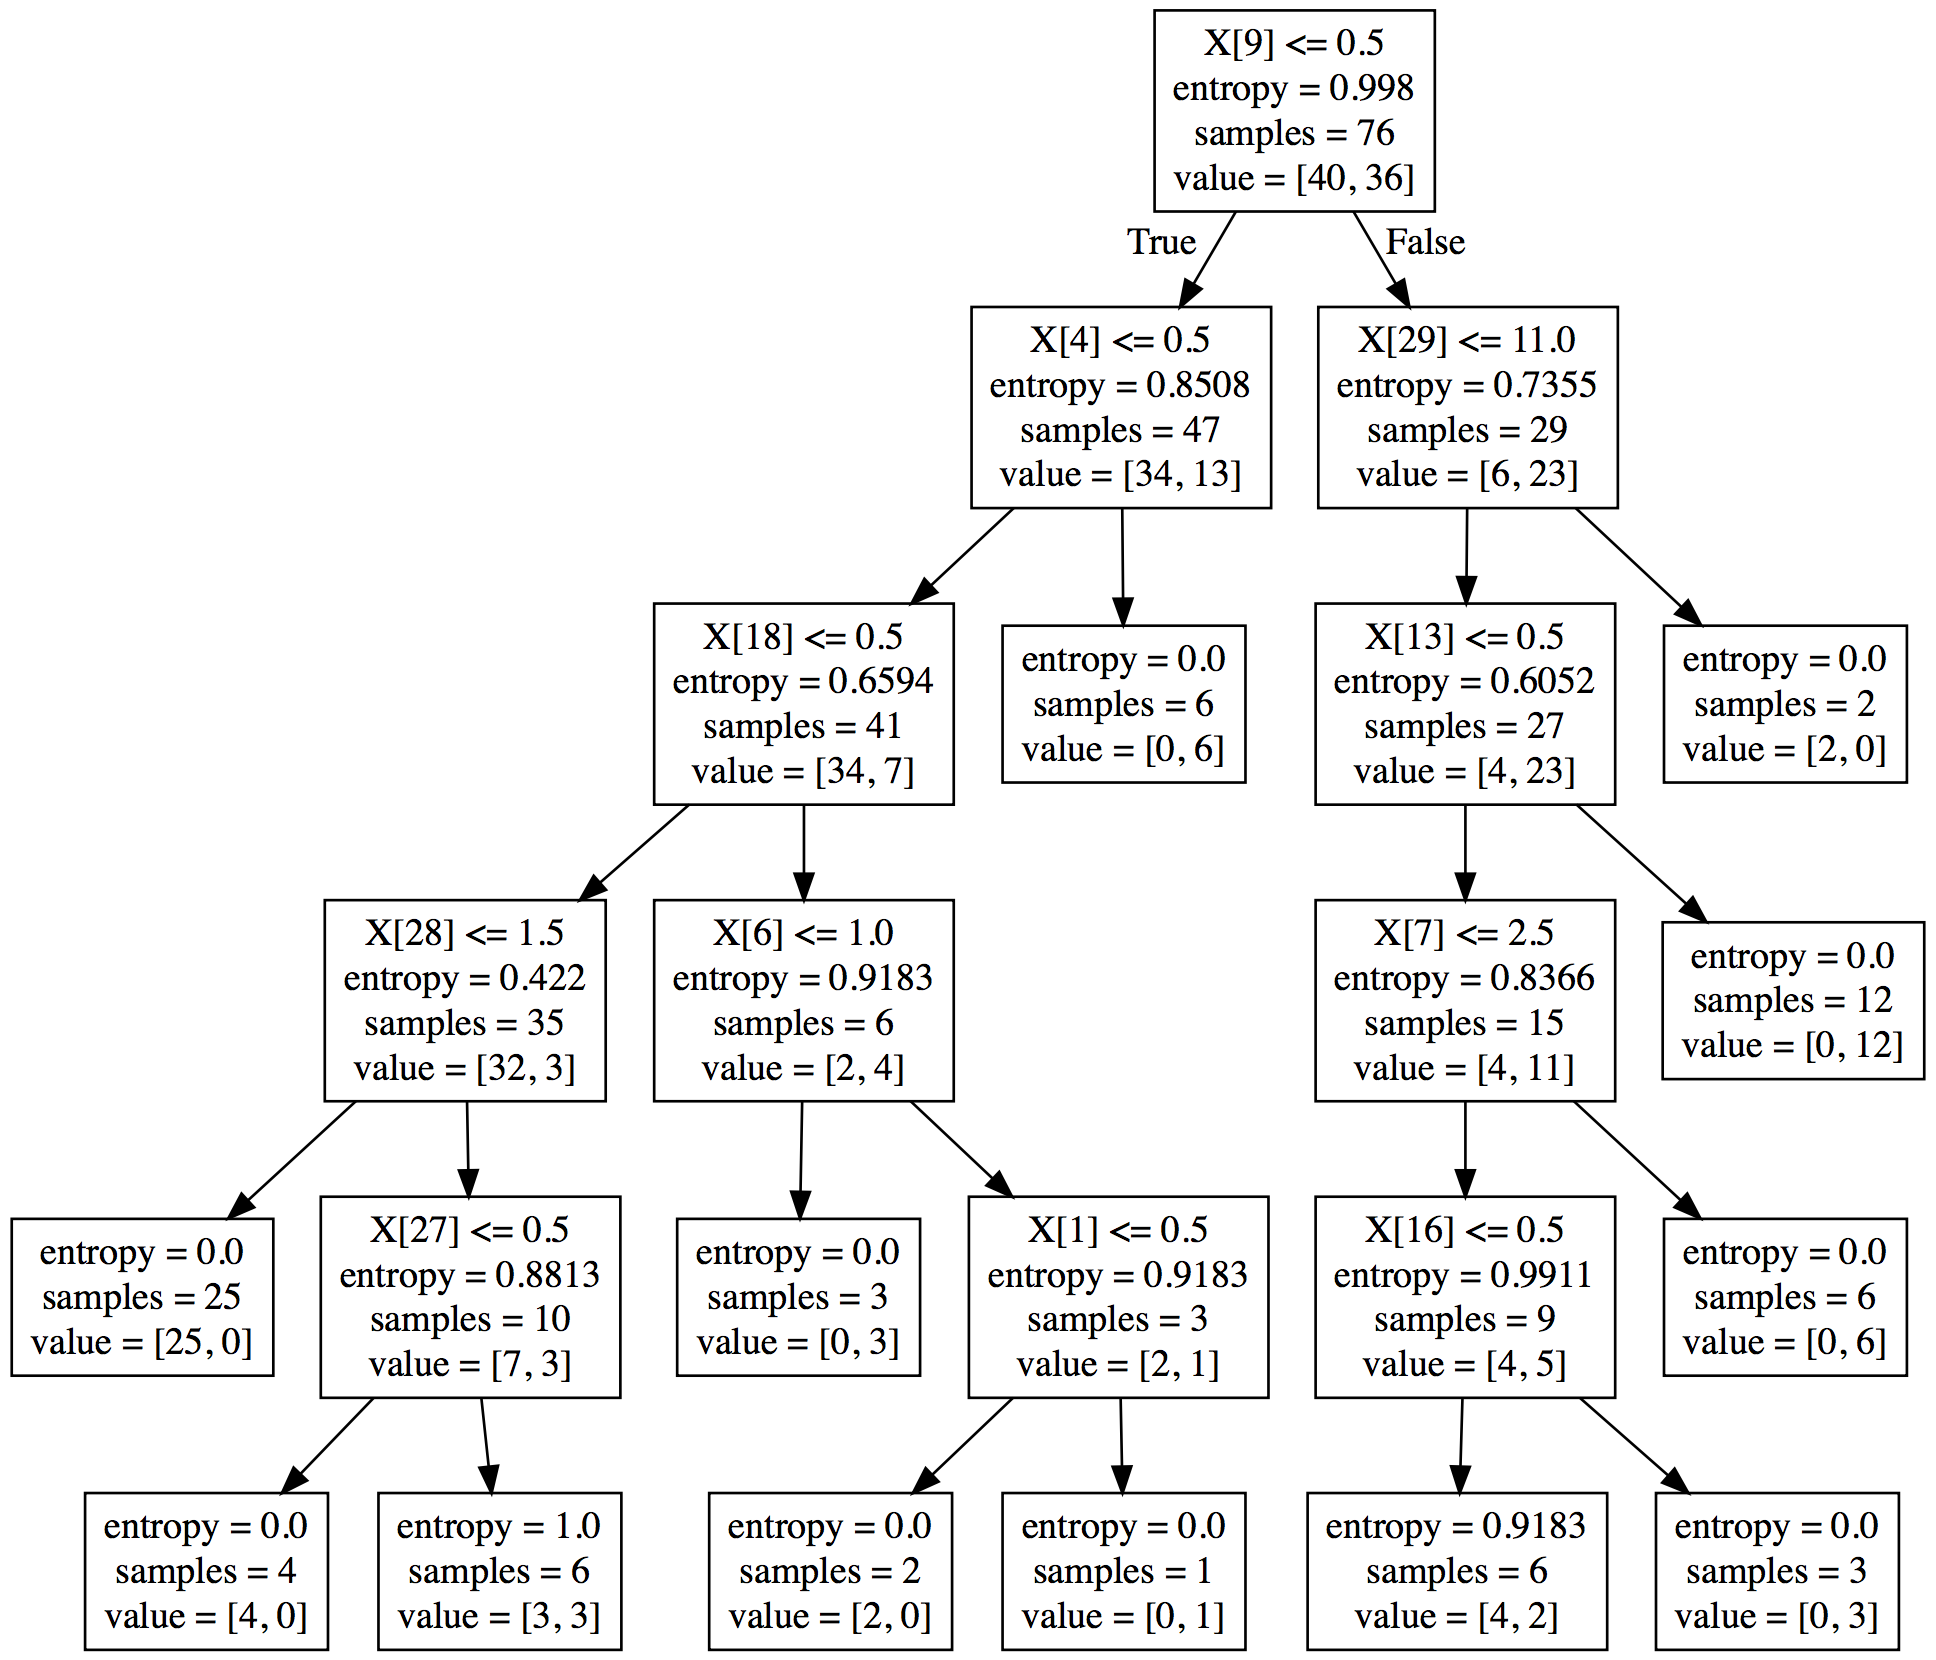 X[9] <= 0.5
entropy = 0.998
samples = 76
value = [40, 36]
True
False
X[4] <= 0.5
entropy = 0.8508
samples = 47
value = [34, 13]
X[29] <= 11.0
entropy = 0.7355
samples = 29
value = [6, 23]
X[18] <= 0.5
entropy = 0.6594
samples = 41
value = [34, 7]
entropy = 0.0
samples = 6
value = [0, 6]
X[13] <= 0.5
entropy = 0.6052
samples = 27
value = [4, 23]
entropy = 0.0
samples = 2
value = [2, 0]
X[28] <= 1.5
entropy = 0.422
samples = 35
value = [32, 3]
X[6] <= 1.0
entropy = 0.9183
samples = 6
value = [2, 4]
X[7] <= 2.5
entropy = 0.8366
samples = 15
value = [4, 11]
entropy = 0.0
samples = 12
value = [0, 12]
entropy = 0.0
samples = 25
value = [25, 0]
X[27] <= 0.5
entropy = 0.8813
samples = 10
value = [7, 3]
entropy = 0.0
samples = 3
value = [0, 3]
X[1] <= 0.5
entropy = 0.9183
samples = 3
value = [2, 1]
X[16] <= 0.5
entropy = 0.9911
samples = 9
value = [4, 5]
entropy = 0.0
samples = 6
value = [0, 6]
entropy = 0.0
samples = 4
value = [4, 0]
entropy = 1.0
samples = 6
value = [3, 3]
entropy = 0.0
samples = 2
value = [2, 0]
entropy = 0.0
samples = 1
value = [0, 1]
entropy = 0.9183
samples = 6
value = [4, 2]
entropy = 0.0
samples = 3
value = [0, 3]